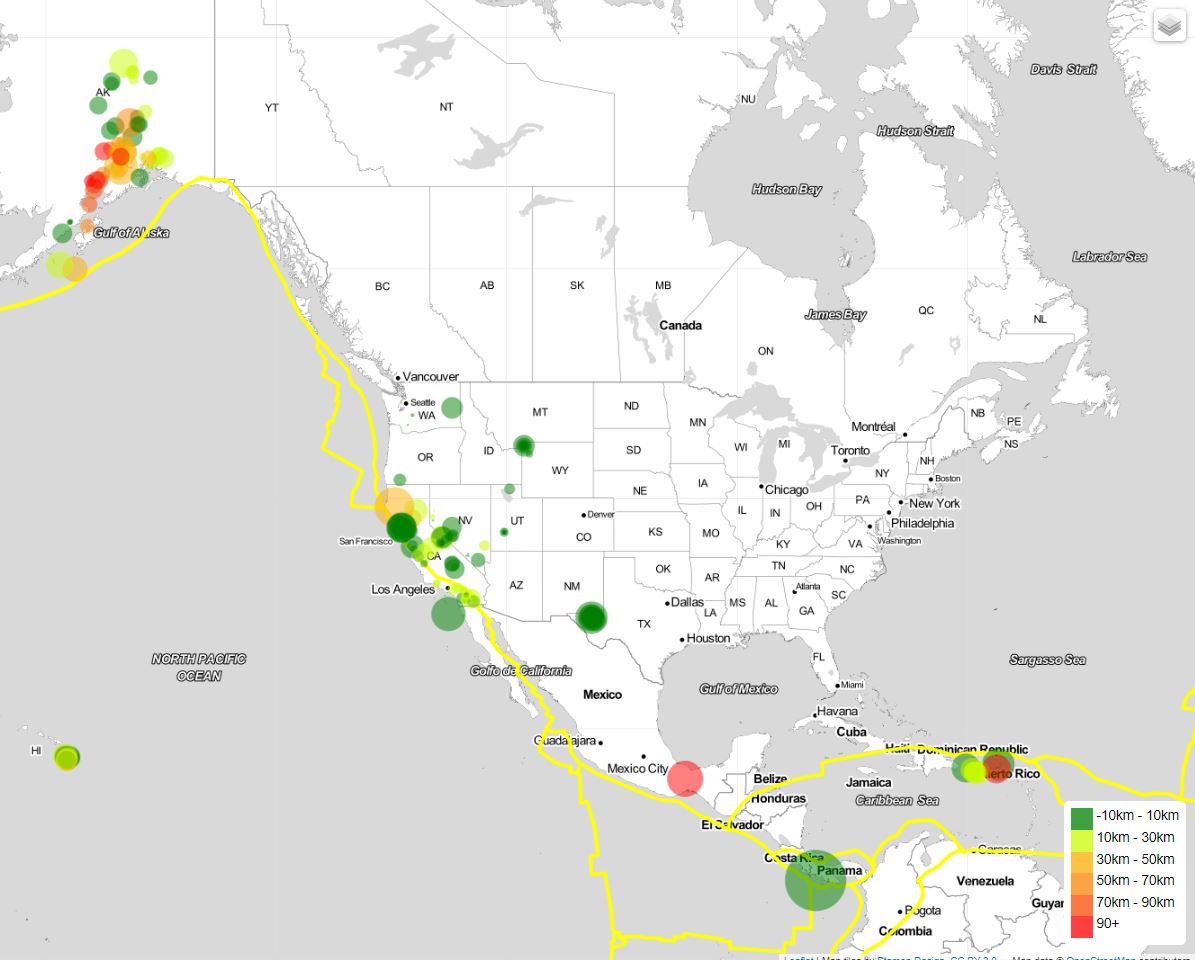 Davis Strait
AK
YT
NT
NU
Hudson Strait
Hudson Bay
Gulf of Alaska
Labrador Sea
BC
AB
SK
MB
James Bay
QC
NL
Canada
ON
Vancouver
Seattle
WA
MT
ND
MN
NB
PE
Montréal
NS
OR
ID
SD
WI
MI
Toronto
NH
WY
NY
Boston
NE
IA
Chicago
PA
New York
NV
UT
Denver
IL
IN
OH
Philadelphia
San Francisco
CO
KS
MO
Washington
CA
KY
VA
TN
NC
OK
AR
Los Angeles
AZ
NM
Atlanta
SC
Dallas
LA
MS
AL
GA
TX
Houston
NORTH PACIFIC
OCEAN
Golfo de California
FL
Sargasso Sea
Miami
Mexico
Gulf of Mexico
Havana
Cuba
HI
Guadalajara
Haiti
Dominican Republic
Mexico City
Belize
Jamaica
Puerto Rico
Honduras
Caribbean Sea
El Salvador
Costa Rica
Panama
Caracas
Venezuela
Guyan
Bogota
Colombia
-10km - 10km
10km - 30km
30km - 50km
50km - 70km
70km - 90km
90+
Leaflet | Map tiles by Stamen Design, CC BY 3.0 — Map data © OpenStreetMap contributors